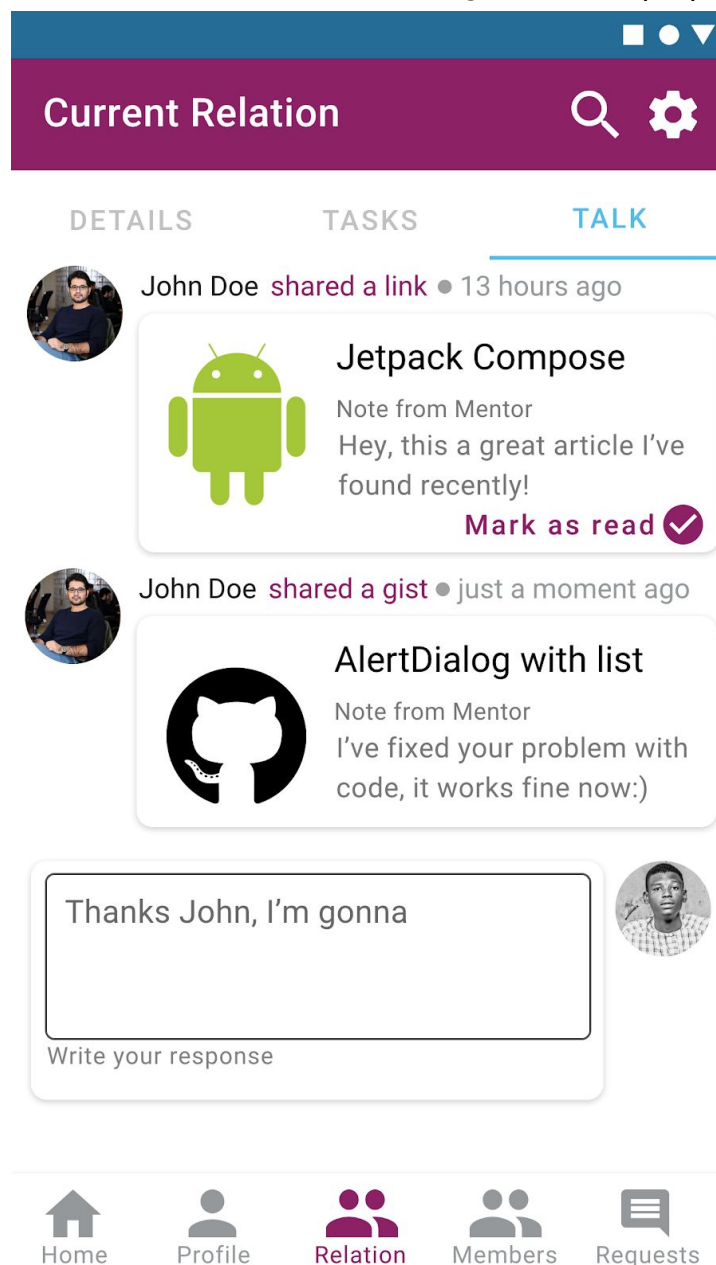 Current Relation
DETAILS TASKS TALK
John Doe shared a link ● 13 hours ago
Jetpack Compose
Note from Mentor
Hey, this a great article I’ve
found recently!
Mark as read
John Doe shared a gist ● just a moment ago
AlertDialog with list
Note from Mentor
I’ve fixed your problem with
code, it works fine now:)
Thanks John, I’m gonna
Write your response
Home Profile Relation Members Requests